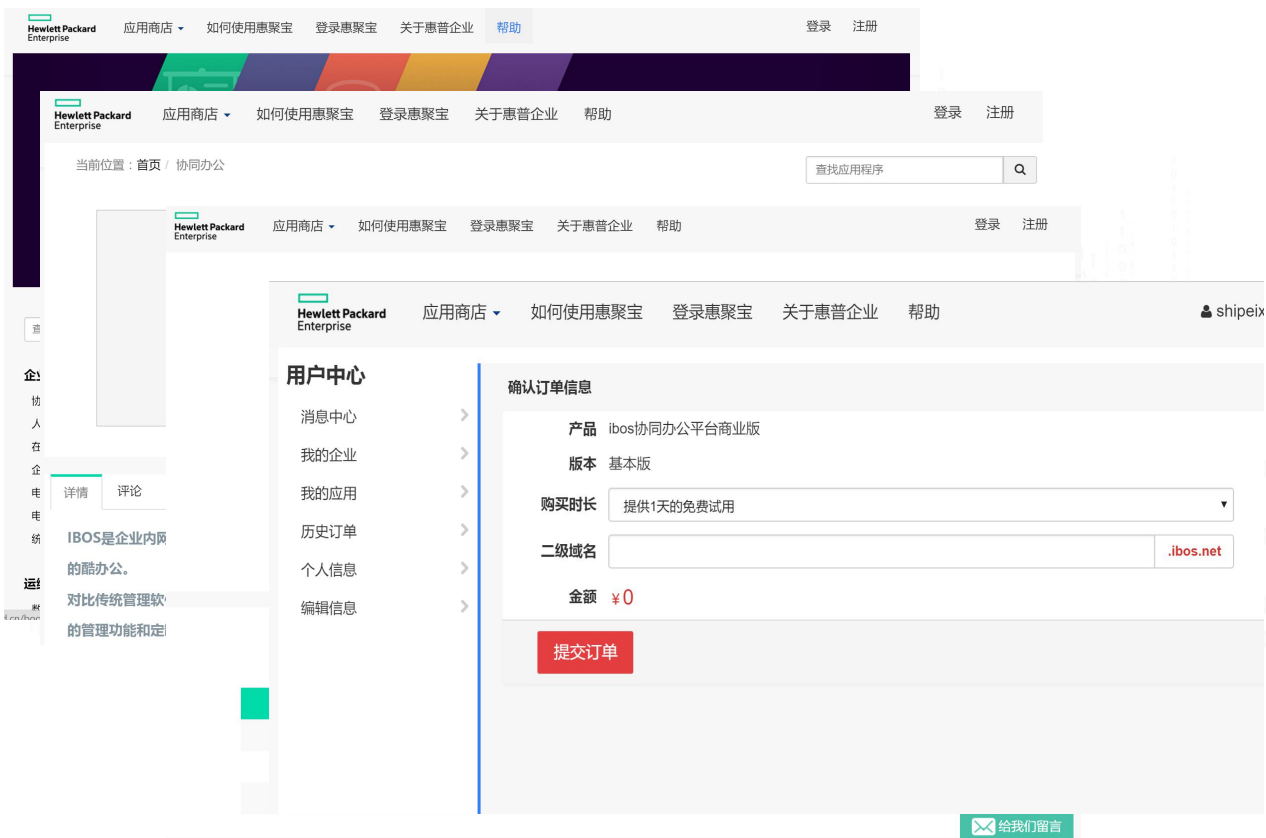 Hewlett Packard
Enterprise
应用商店 如何使用惠聚宝 登录惠聚宝 关于惠普企业 帮助 登录 注册
Hewlett Packard
Enterprise
应用商店 如何使用惠聚宝 登录惠聚宝 关于惠普企业 帮助 登录 注册
当前位置：首页 / 协同办公
查找应用程序
Hewlett Packard
Enterprise
应用商店 如何使用惠聚宝 登录惠聚宝 关于惠普企业 帮助 登录 注册
Hewlett Packard
Enterprise
应用商店 如何使用惠聚宝 登录惠聚宝 关于惠普企业 帮助 shipeix
用户中心
消息中心
我的企业
我的应用
历史订单
个人信息
编辑信息
确认订单信息
产品 ibos协同办公平台商业版
版本 基本版
购买时长 提供1天的免费试用
二级域名 .ibos.net
金额 ¥0
提交订单
协
人
在
企
电
电
统
详情 评论
IBOS是企业内网
的酷办公。
对比传统管理软
的管理功能和定
给我们留言